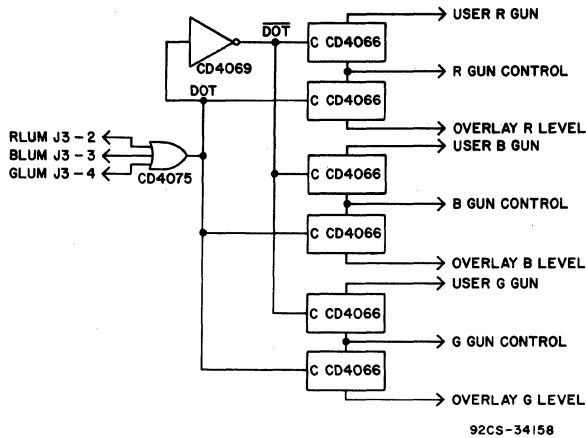 USER R GUN
DOT
C CD4066
CD4069
R GUN CONTROL
DOT
C CD4066
RLUM J3-2
OVERLAY R LEVEL
BLUM J3-3
USER B GUN
GLUM J3-4
C CD4066
CD4075
B GUN CONTROL
C CD4066
OVERLAY B LEVEL
USER G GUN
C CD4066
G GUN CONTROL
C CD4066
OVERLAY G LEVEL
92CS-34158